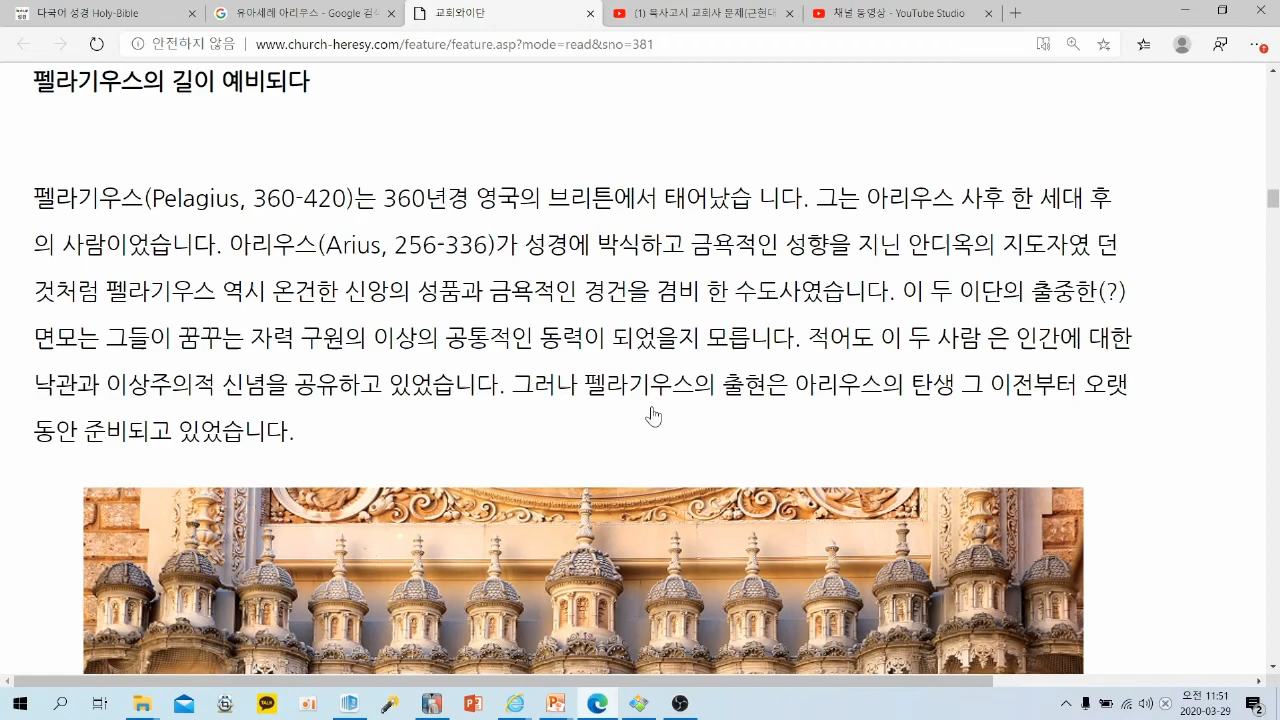 다국어 성경 Holy Bible
유아세례 아리우스 - Google 검색
교회와이단
(1) 목사고시 교회사 문제(근현대
채널 동영상 - YouTube Studio
안전하지 않음 www.church-heresy.com/feature/feature.asp?mode=read&sno=381
펠라기우스의 길이 예비되다
펠라기우스(Pelagius, 360-420)는 360년경 영국의 브리튼에서 태어났습 니다. 그는 아리우스 사후 한 세대 후
의 사람이었습니다. 아리우스(Arius, 256-336)가 성경에 박식하고 금욕적인 성향을 지닌 안디옥의 지도자였 던
것처럼 펠라기우스 역시 온건한 신앙의 성품과 금욕적인 경건을 겸비 한 수도사였습니다. 이 두 이단의 출중한(?)
면모는 그들이 꿈꾸는 자력 구원의 이상의 공통적인 동력이 되었을지 모릅니다. 적어도 이 두 사람 은 인간에 대한
낙관과 이상주의적 신념을 공유하고 있었습니다. 그러나 펠라기우스의 출현은 아리우스의 탄생 그 이전부터 오랫
동안 준비되고 있었습니다.
TALK
오전 11:51
2020-03-29
2